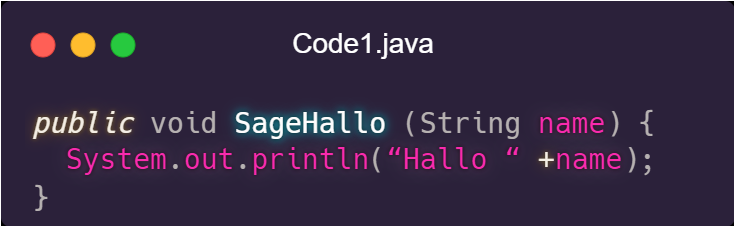 Code1.java
public void SageHallo (String name) {
System.out.println(“Hallo “ +name);
}